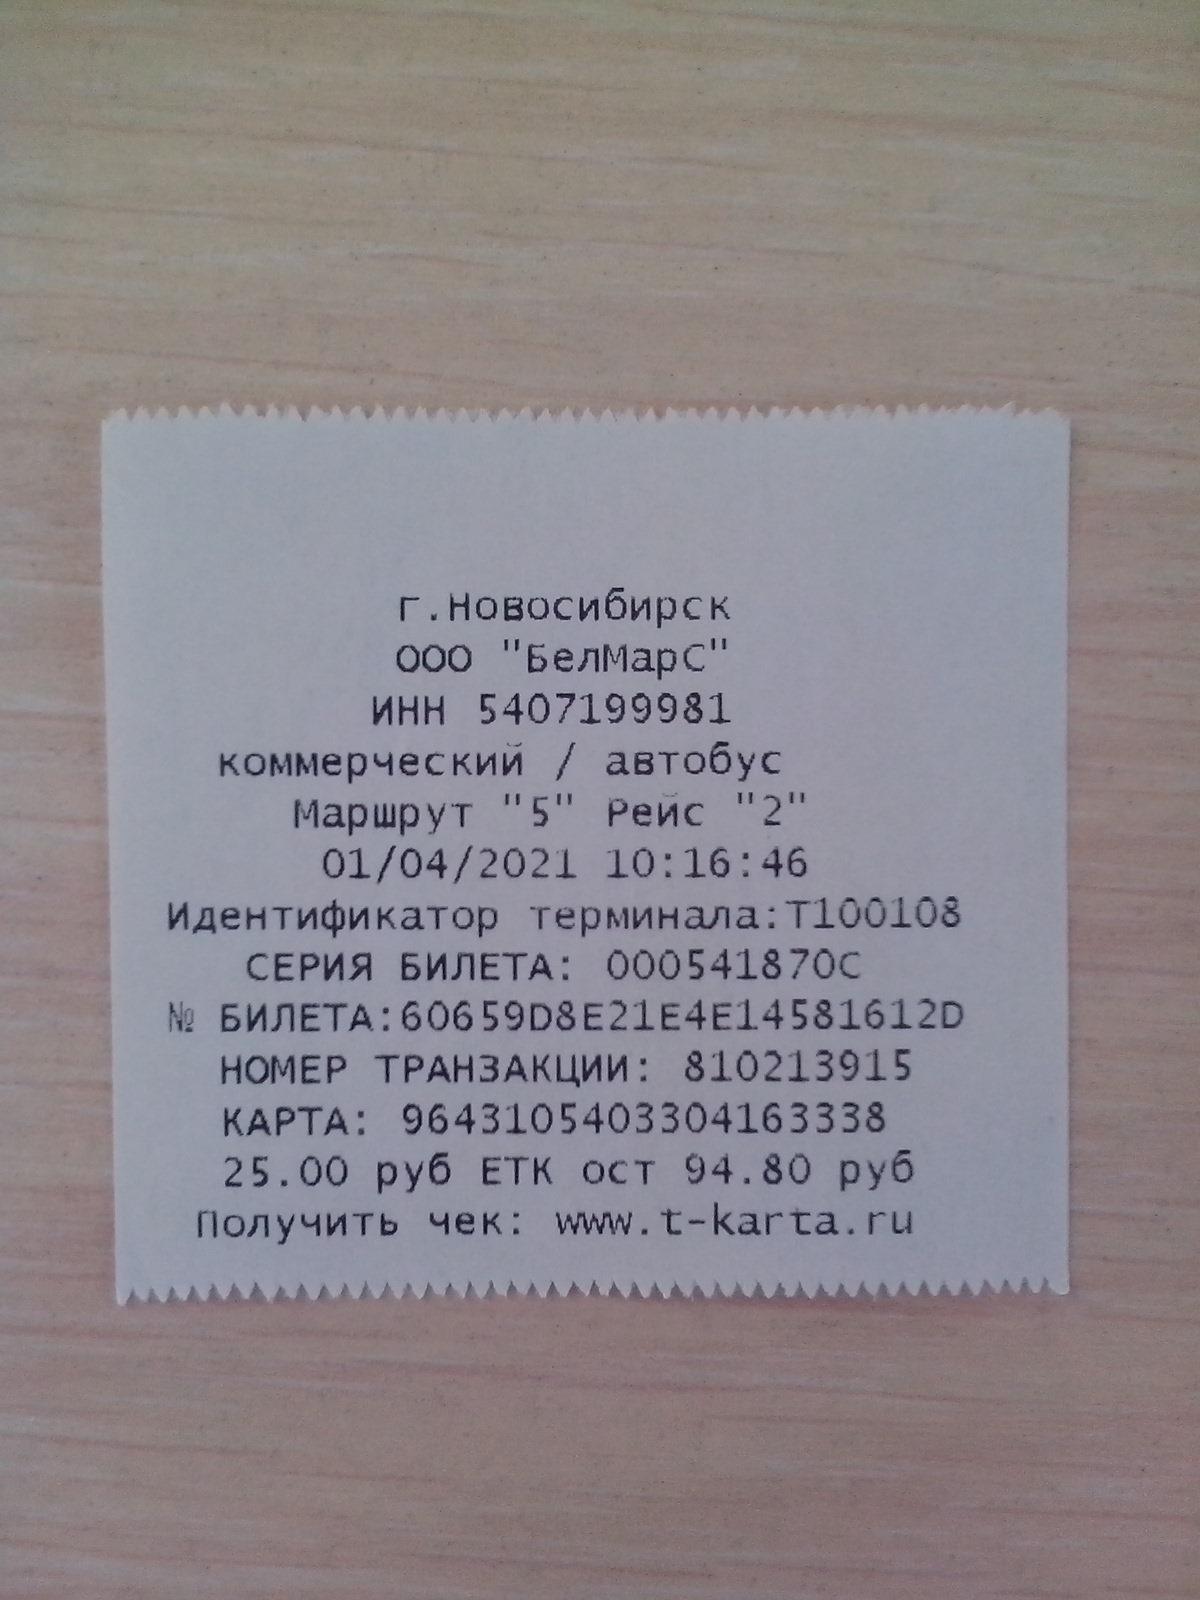 г.Новосибирск
ООО "БелМарС"
ИНН 5407199981
коммерческий / автобус
Маршрут "5" Рейс "2"
01/04/2021 10:16:46
Идентификатор терминала:T100108
СЕРИЯ БИЛЕТА: 000541870C
№ БИЛЕТА:60659D8E21E4E14581612D
НОМЕР ТРАНЗАКЦИИ: 810213915
КАРТА: 9643105403304163338
25.00 руб ЕТК ост 94.80 руб
Получить чек: www.t-karta.ru